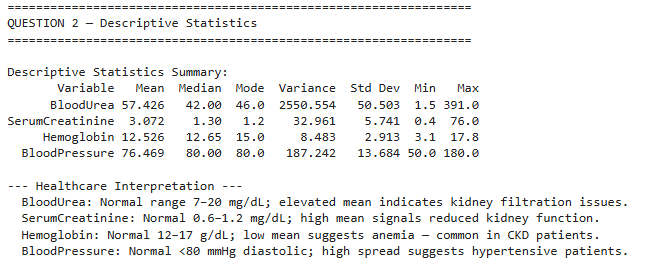 ======================================================================
QUESTION 2 — Descriptive Statistics
======================================================================
Descriptive Statistics Summary:
Variable Mean Median Mode Variance Std Dev Min Max
BloodUrea 57.426 42.00 46.0 2550.554 50.503 1.5 391.0
SerumCreatinine 3.072 1.30 1.2 32.961 5.741 0.4 76.0
Hemoglobin 12.526 12.65 15.0 8.483 2.913 3.1 17.8
BloodPressure 76.469 80.00 80.0 187.242 13.684 50.0 180.0
--- Healthcare Interpretation ---
BloodUrea: Normal range 7–20 mg/dL; elevated mean indicates kidney filtration issues.
SerumCreatinine: Normal 0.6–1.2 mg/dL; high mean signals reduced kidney function.
Hemoglobin: Normal 12–17 g/dL; low mean suggests anemia — common in CKD patients.
BloodPressure: Normal <80 mmHg diastolic; high spread suggests hypertensive patients.